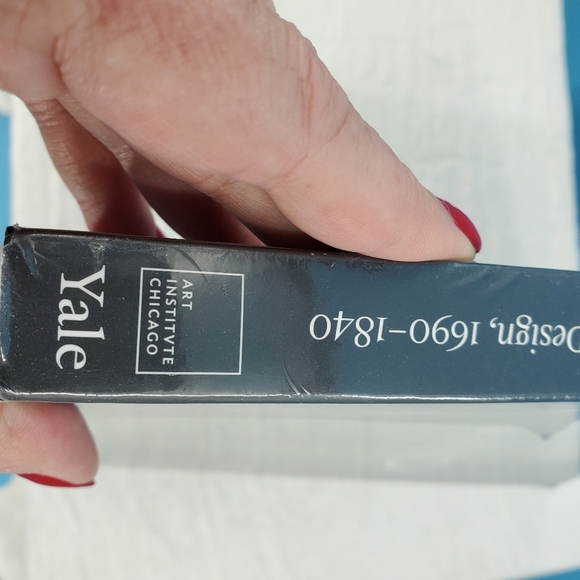 Design, 1690–1840
ART
INSTITVTE
CHICAGO
Yale